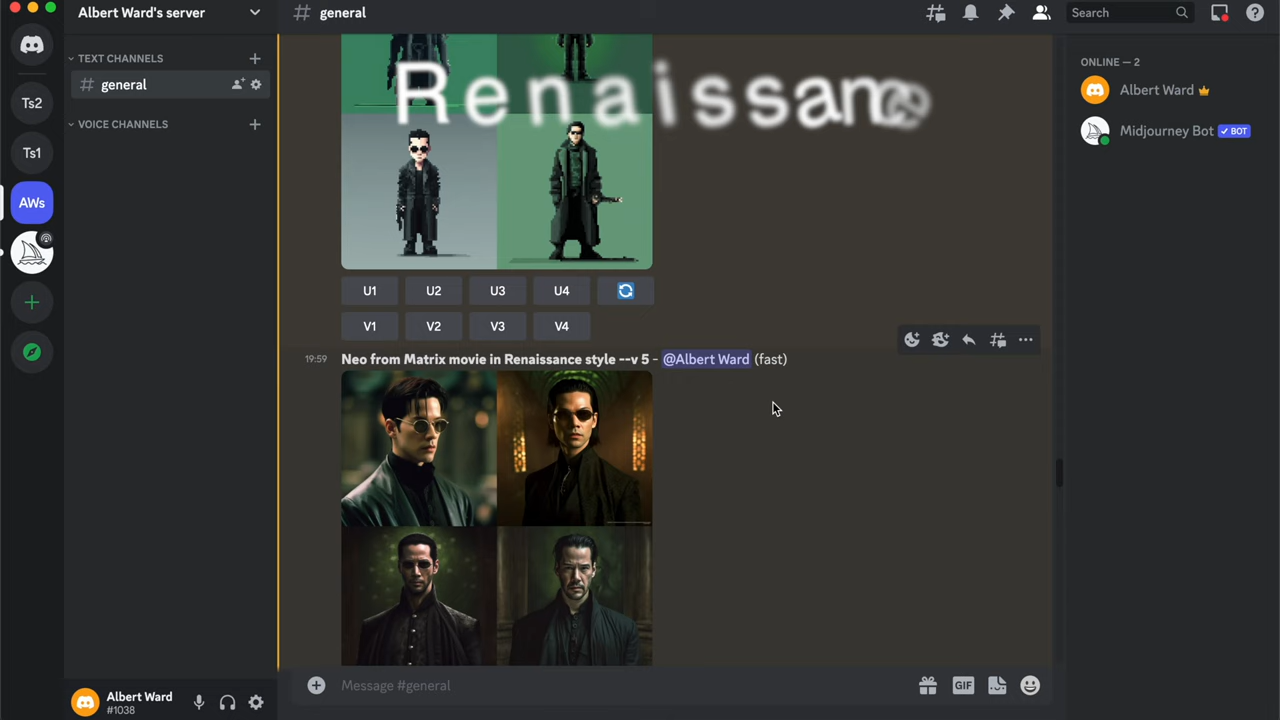 Albert Ward's server
general
Search
TEXT CHANNELS
general
VOICE CHANNELS
Ts2
Ts1
AWs
Renaissance
U1 U2 U3 U4
V1 V2 V3 V4
19:59 Neo from Matrix movie in Renaissance style --v 5 - @Albert Ward (fast)
Message #general
GIF
Albert Ward
#1038
ONLINE — 2
Albert Ward
Midjourney Bot ✓ BOT